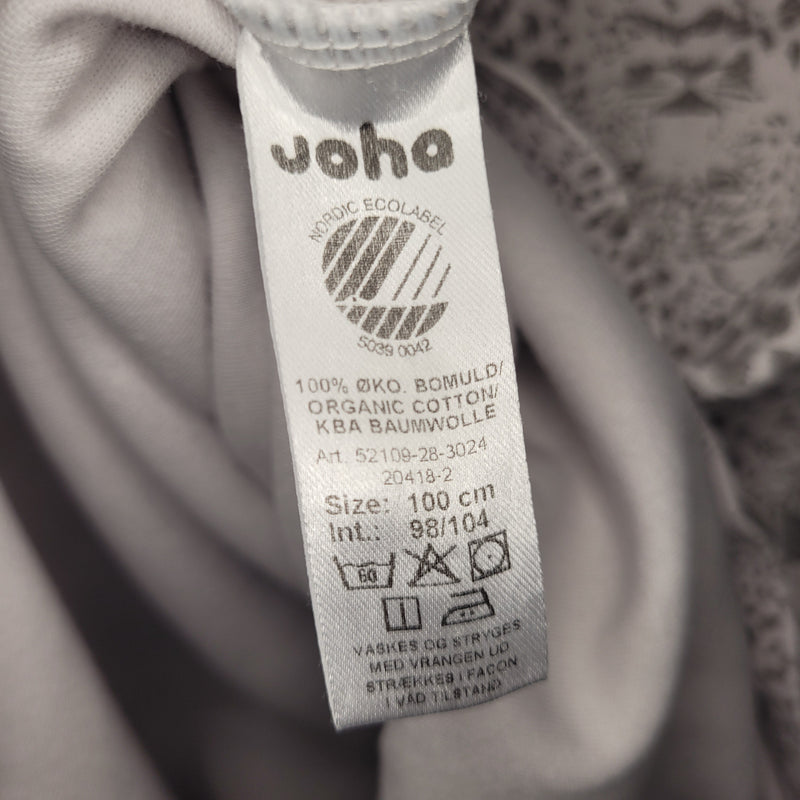 Joha
NORDIC ECOLABEL
5039 0042
100% ØKO. BOMULD/
ORGANIC COTTON/
KBA BAUMWOLLE
Art. 52109-28-3024
20418-2
Size: 100 cm
Int.: 98/104
60
VASKES OG STRYGES
MED VRANGEN UD
STRÆKKES I FACON
I VÅD TILSTAND